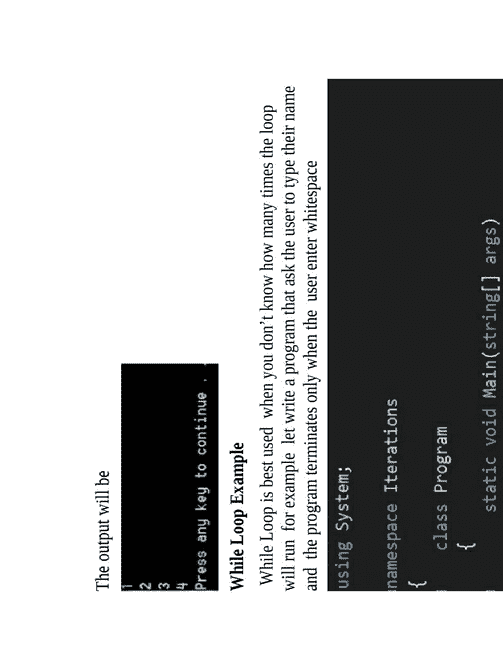 The output will be
1
2
3
4
Press any key to continue . .
While Loop Example
While Loop is best used when you don't know how many times the loop
will run for example let write a program that ask the user to type their name
and the program terminates only when the user enter whitespace
using System;
namespace Iterations
{
class Program
{
static void Main(string[] args)